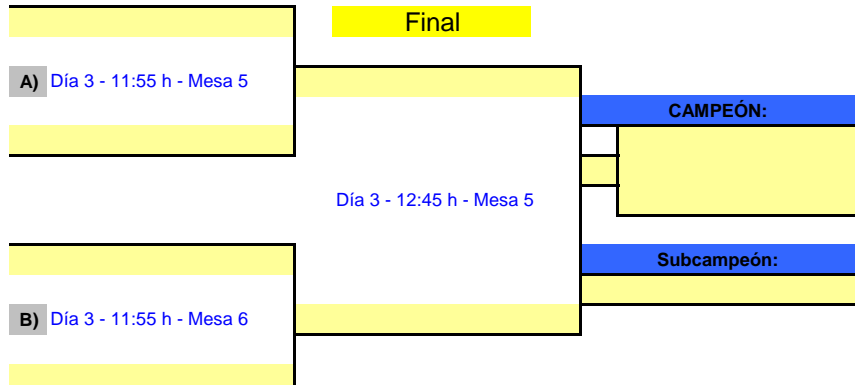 Final
A) Día 3 - 11:55 h - Mesa 5
CAMPEÓN:
Día 3 - 12:45 h - Mesa 5
Subcampeón:
B) Día 3 - 11:55 h - Mesa 6